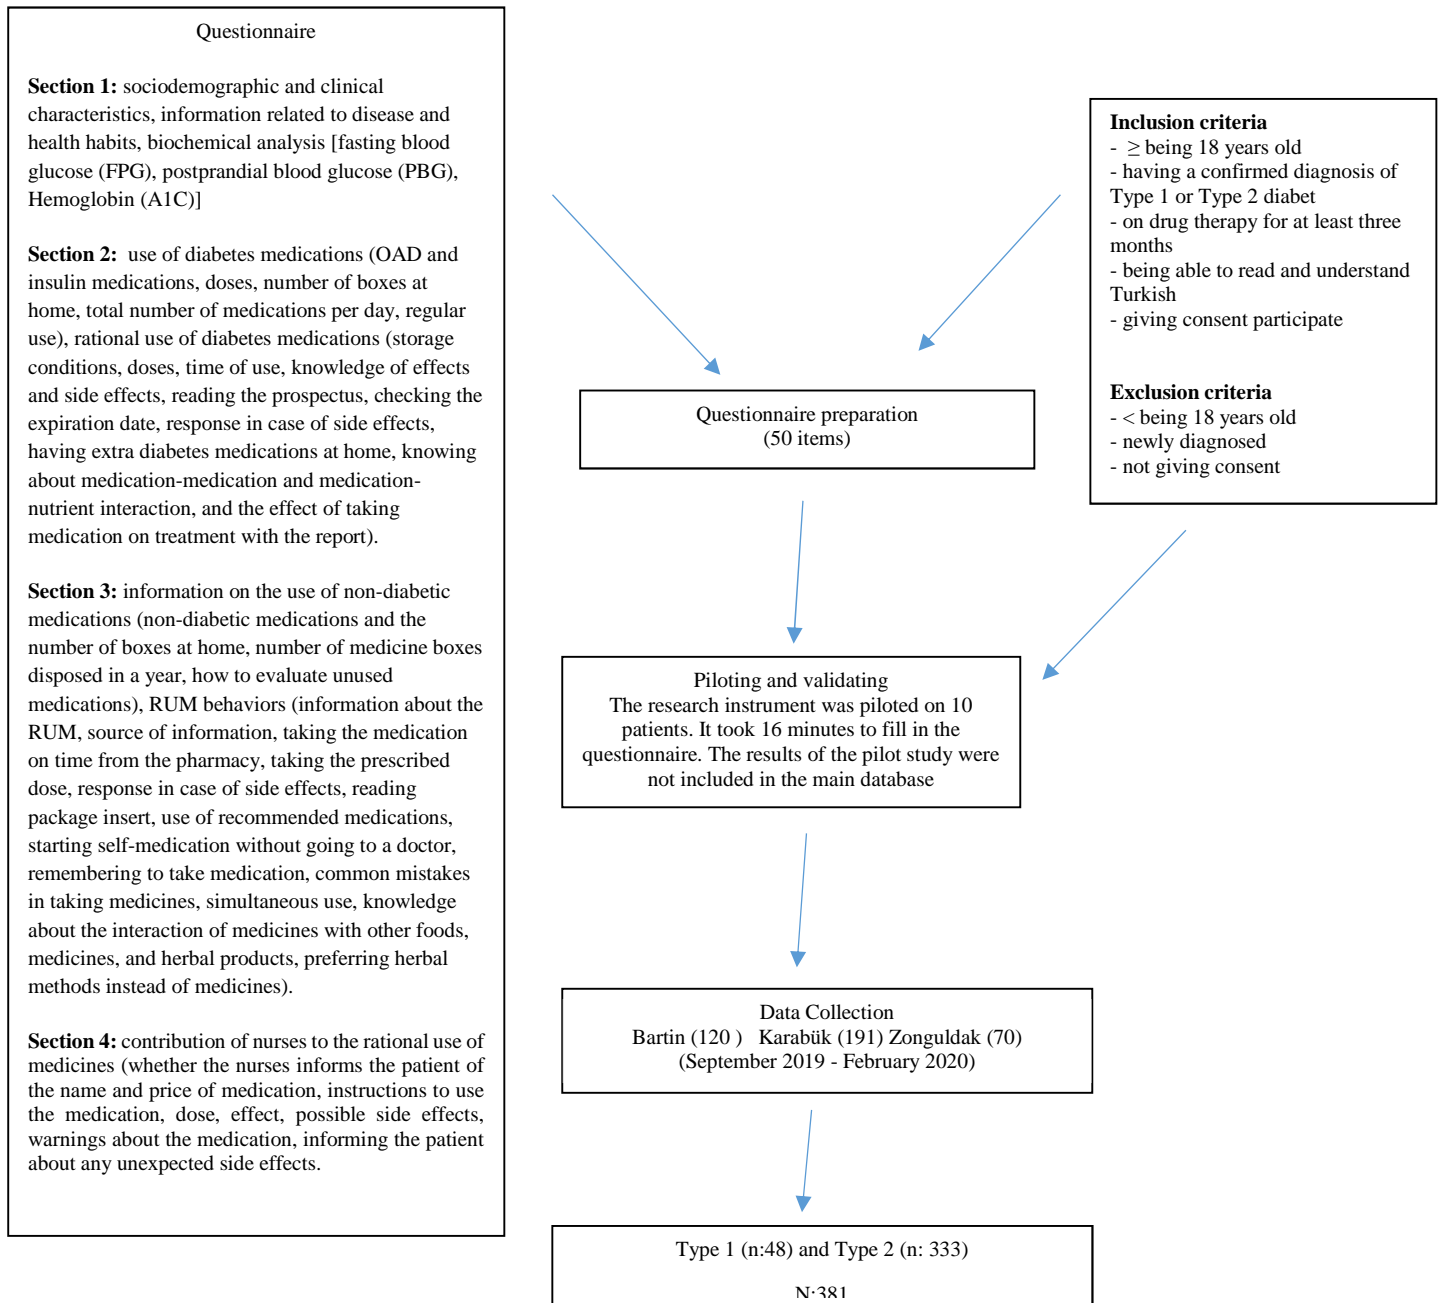 Questionnaire
Section 1: sociodemographic and clinical
characteristics, information related to disease and
health habits, biochemical analysis [fasting blood
glucose (FPG), postprandial blood glucose (PBG),
Hemoglobin (A1C)]
Section 2: use of diabetes medications (OAD and
insulin medications, doses, number of boxes at
home, total number of medications per day, regular
use), rational use of diabetes medications (storage
conditions, doses, time of use, knowledge of effects
and side effects, reading the prospectus, checking the
expiration date, response in case of side effects,
having extra diabetes medications at home, knowing
about medication-medication and medication-
nutrient interaction, and the effect of taking
medication on treatment with the report).
Section 3: information on the use of non-diabetic
medications (non-diabetic medications and the
number of boxes at home, number of medicine boxes
disposed in a year, how to evaluate unused
medications), RUM behaviors (information about the
RUM, source of information, taking the medication
on time from the pharmacy, taking the prescribed
dose, response in case of side effects, reading
package insert, use of recommended medications,
starting self-medication without going to a doctor,
remembering to take medication, common mistakes
in taking medicines, simultaneous use, knowledge
about the interaction of medicines with other foods,
medicines, and herbal products, preferring herbal
methods instead of medicines).
Section 4: contribution of nurses to the rational use of
medicines (whether the nurses informs the patient of
the name and price of medication, instructions to use
the medication, dose, effect, possible side effects,
warnings about the medication, informing the patient
about any unexpected side effects.
Inclusion criteria
- ≥ being 18 years old
- having a confirmed diagnosis of
Type 1 or Type 2 diabet
- on drug therapy for at least three
months
- being able to read and understand
Turkish
- giving consent participate
Exclusion criteria
- < being 18 years old
- newly diagnosed
- not giving consent
Questionnaire preparation
(50 items)
Piloting and validating
The research instrument was piloted on 10
patients. It took 16 minutes to fill in the
questionnaire. The results of the pilot study were
not included in the main database
Data Collection
Bartin (120 ) Karabük (191) Zonguldak (70)
(September 2019 - February 2020)
Type 1 (n:48) and Type 2 (n: 333)
N:381